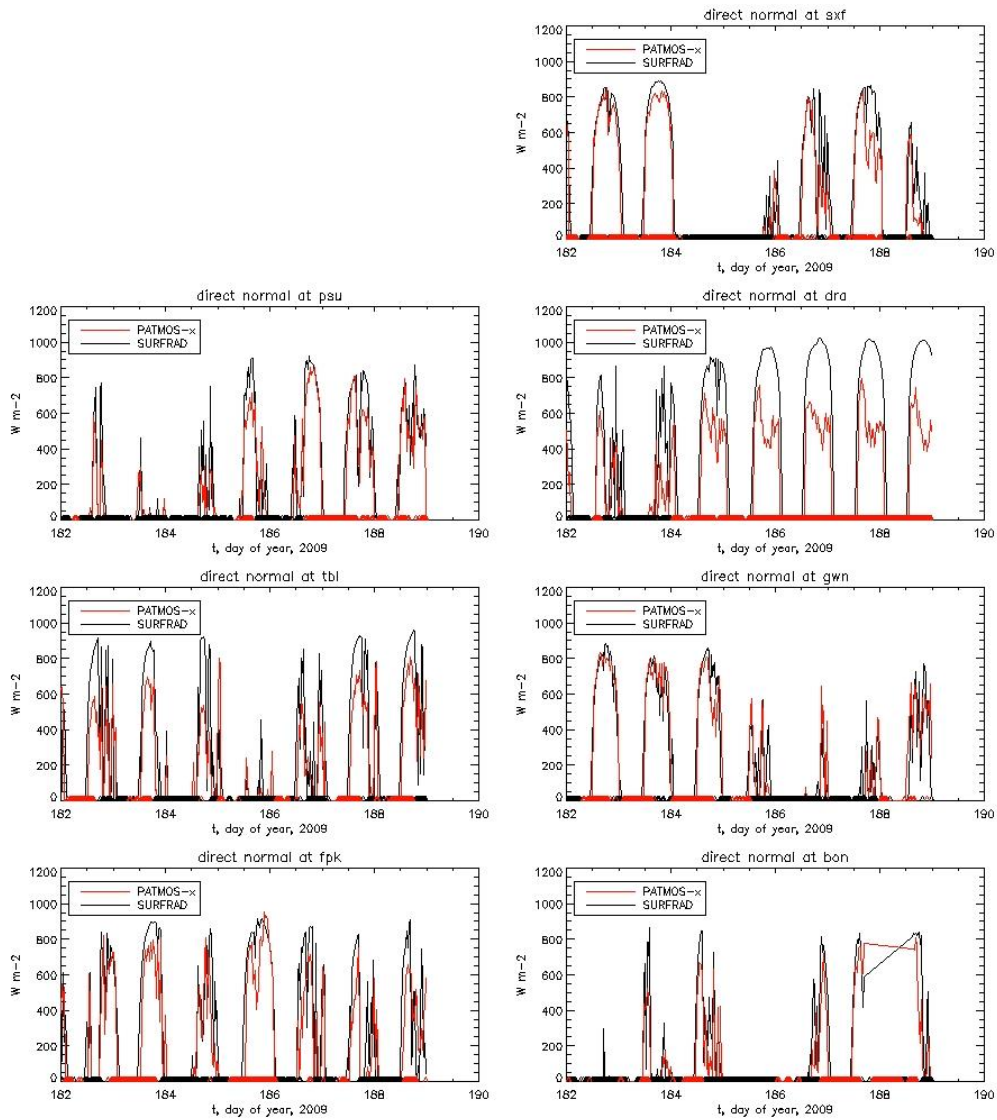 direct normal at sxf
1200
PATMOS-x
SURFRAD
1000
800
W m-2
600
400
200
0
182 184 186 188 190
t, day of year, 2009
direct normal at psu
1200
PATMOS-x
SURFRAD
1000
800
W m-2
600
400
200
0
182 184 186 188 190
t, day of year, 2009
direct normal at dra
1200
PATMOS-x
SURFRAD
1000
800
W m-2
600
400
200
0
182 184 186 188 190
t, day of year, 2009
direct normal at tbl
1200
PATMOS-x
SURFRAD
1000
800
W m-2
600
400
200
0
182 184 186 188 190
t, day of year, 2009
direct normal at gwn
1200
PATMOS-x
SURFRAD
1000
800
W m-2
600
400
200
0
182 184 186 188 190
t, day of year, 2009
direct normal at fpk
1200
PATMOS-x
SURFRAD
1000
800
W m-2
600
400
200
0
182 184 186 188 190
t, day of year, 2009
direct normal at bon
1200
PATMOS-x
SURFRAD
1000
800
W m-2
600
400
200
0
182 184 186 188 190
t, day of year, 2009